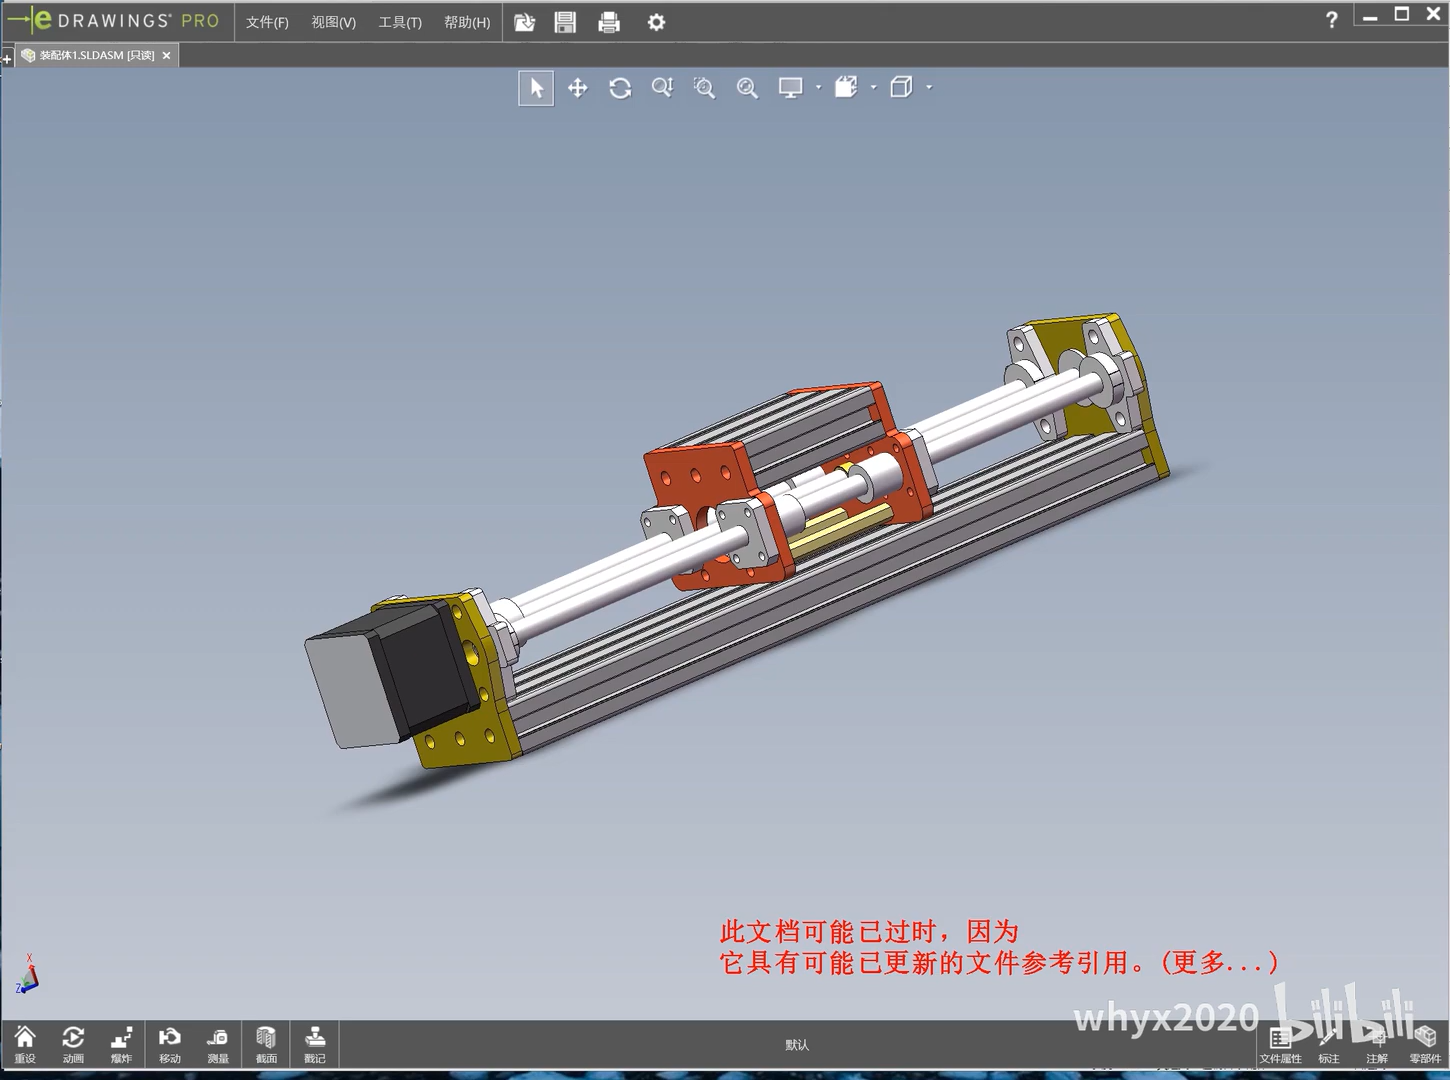 eDRAWINGS® PRO
文件(F) 视图(V) 工具(T) 帮助(H)
?
装配体1.SLDASM [只读]
此文档可能已过时，因为
它具有可能已更新的文件参考引用。(更多...)
X
Z
whyx2020 bilibili
重设 动画 爆炸 移动 测量 截面 戳记 默认 文件属性 标注 注解 零部件